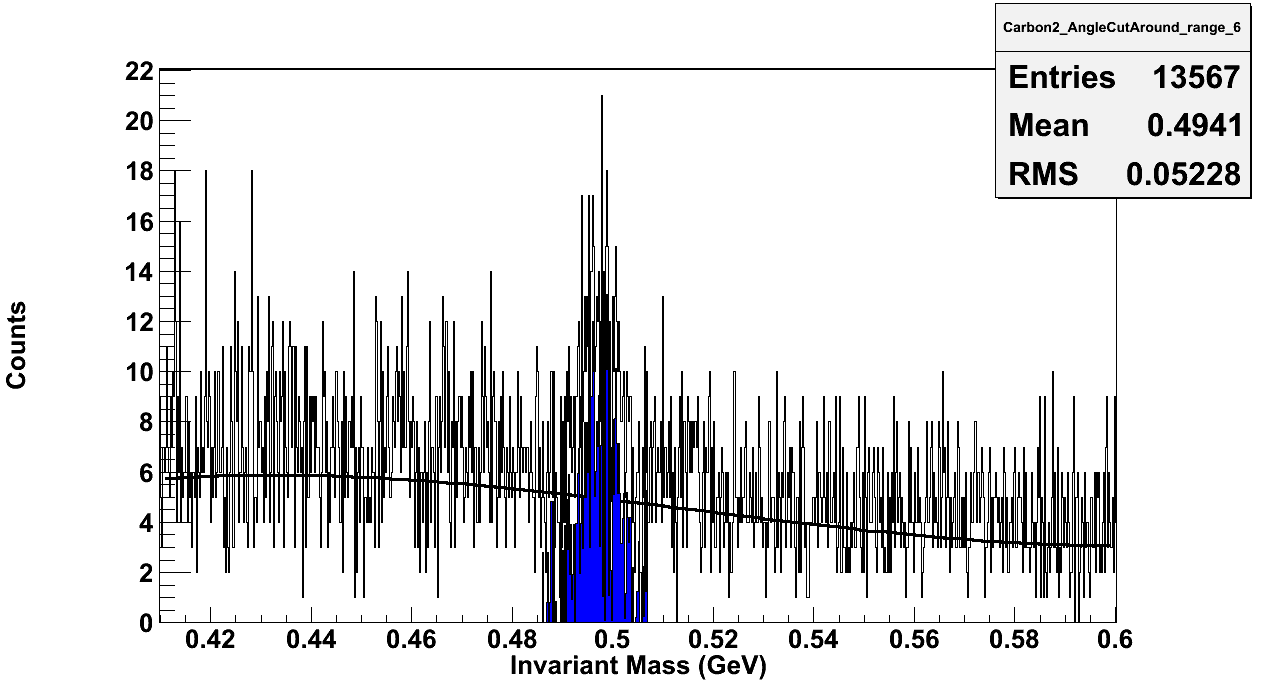 Carbon2_AngleCutAround_range_6
Entries 13567
Mean 0.4941
RMS 0.05228
22
20
18
16
14
12
10
8
6
4
2
0
Counts
0.42 0.44 0.46 0.48 0.5 0.52 0.54 0.56 0.58 0.6
Invariant Mass (GeV)